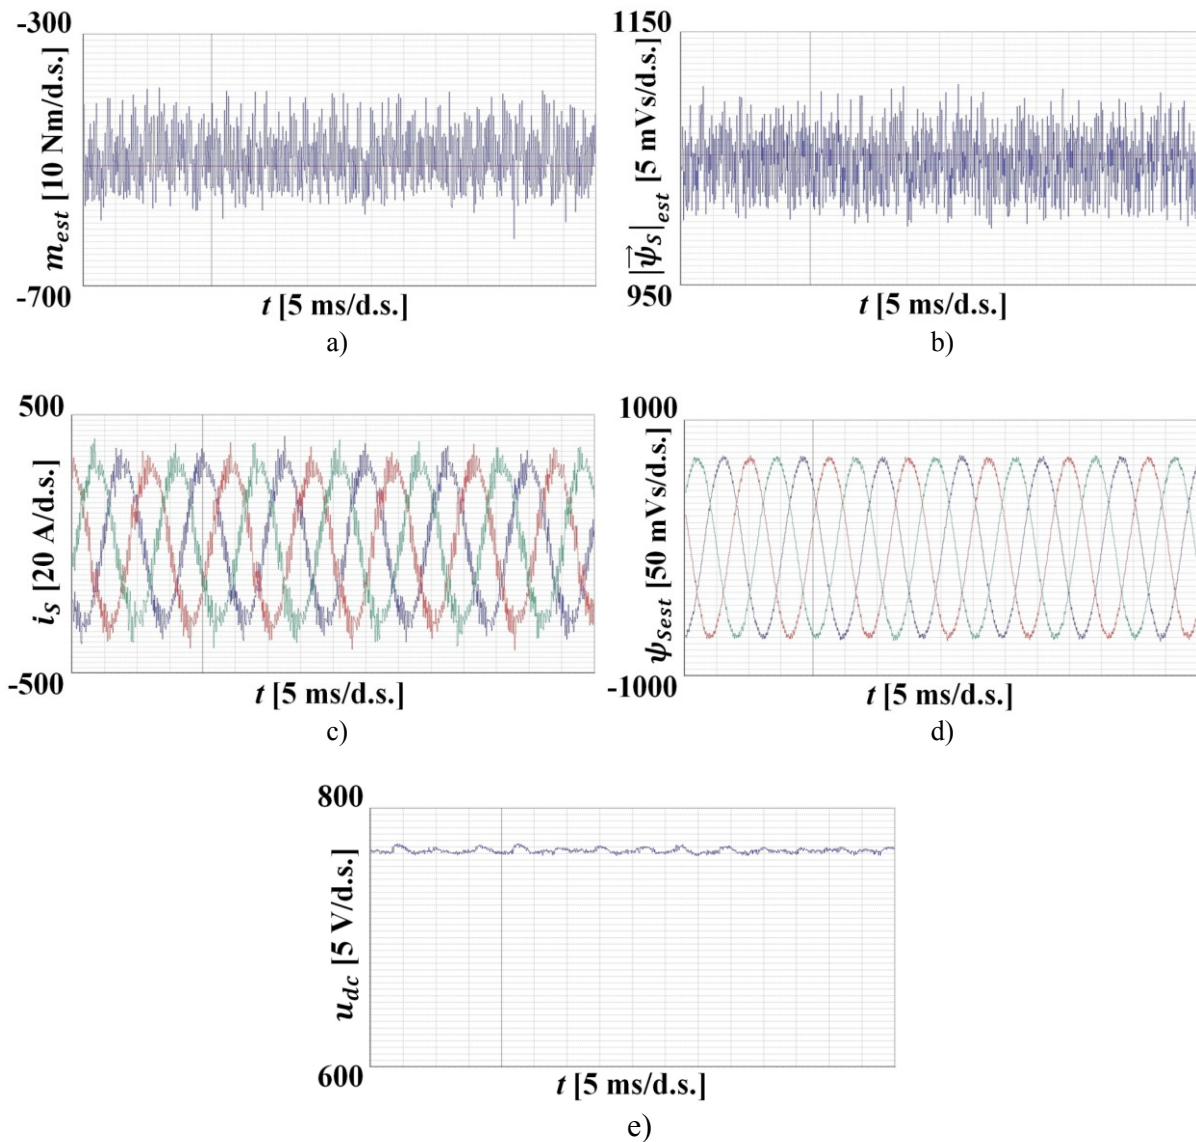 -300
m_est [10 Nm/d.s.]
-700
t [5 ms/d.s.]
a)
1150
|ψ⃗_S|_est [5 mVs/d.s.]
950
t [5 ms/d.s.]
b)
500
i_S [20 A/d.s.]
-500
t [5 ms/d.s.]
c)
1000
ψ_Sest [50 mVs/d.s.]
-1000
t [5 ms/d.s.]
d)
800
u_dc [5 V/d.s.]
600
t [5 ms/d.s.]
e)